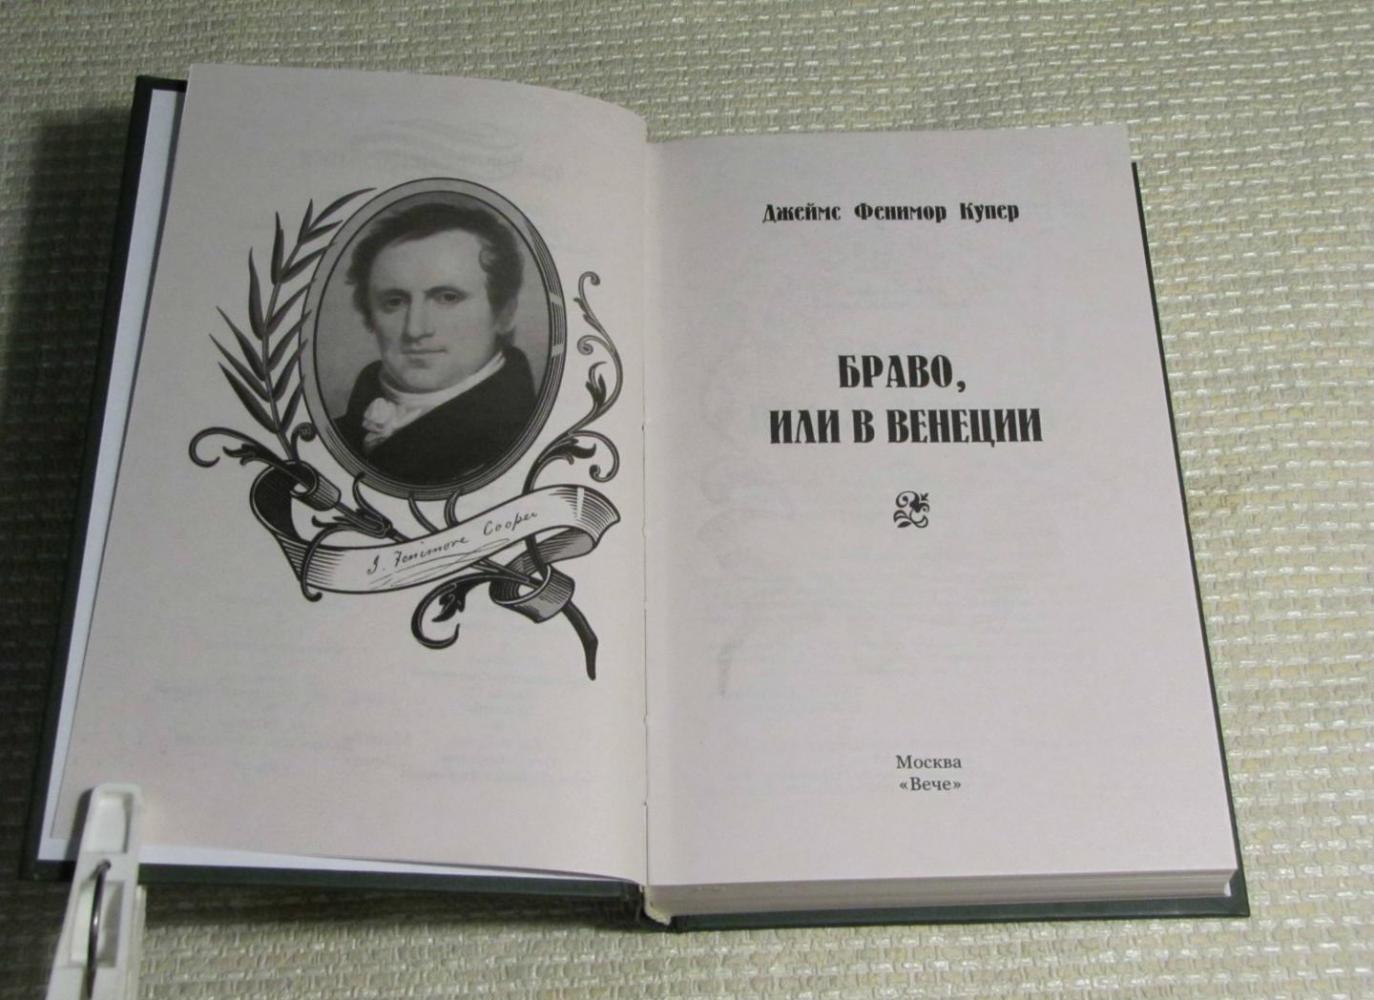 J. Fenimore Cooper
Джеймс Фенимор Купер
БРАВО,
ИЛИ В ВЕНЕЦИИ
Москва
«Вече»